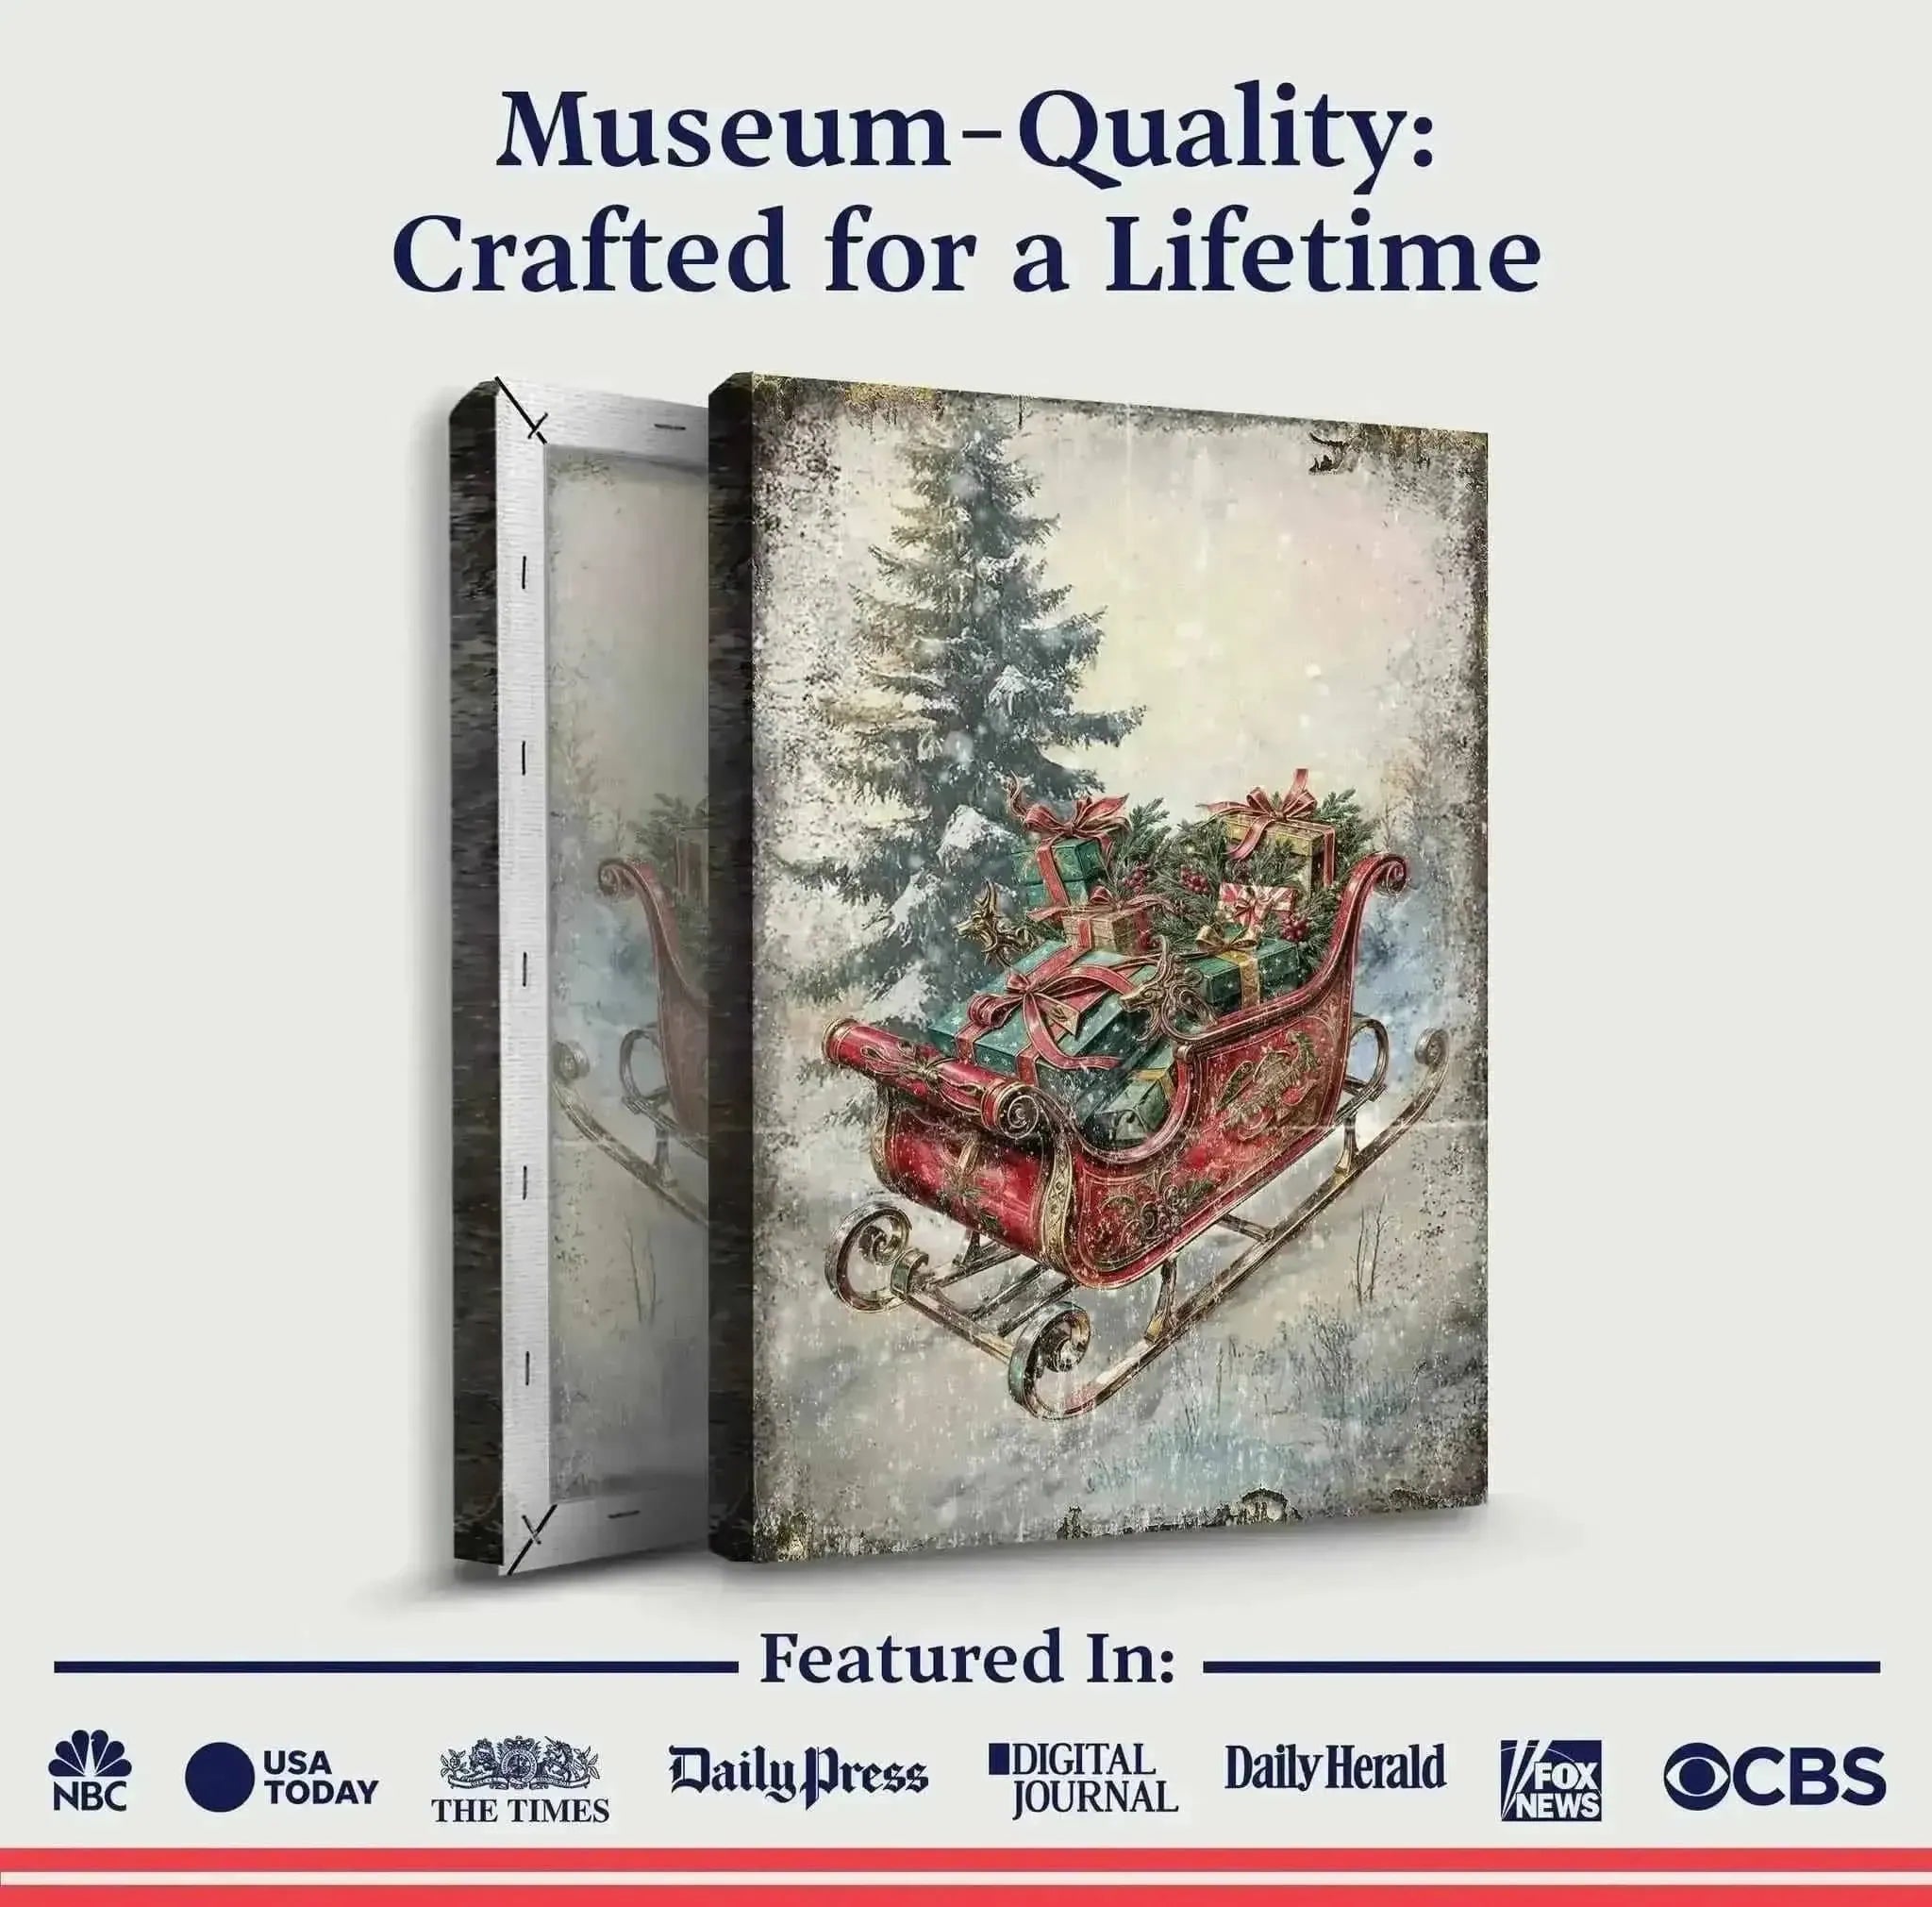 Museum-Quality:
Crafted for a Lifetime
Featured In:
NBC
USA
TODAY
THE TIMES
Daily Press
DIGITAL
JOURNAL
Daily Herald
FOX
NEWS
CBS